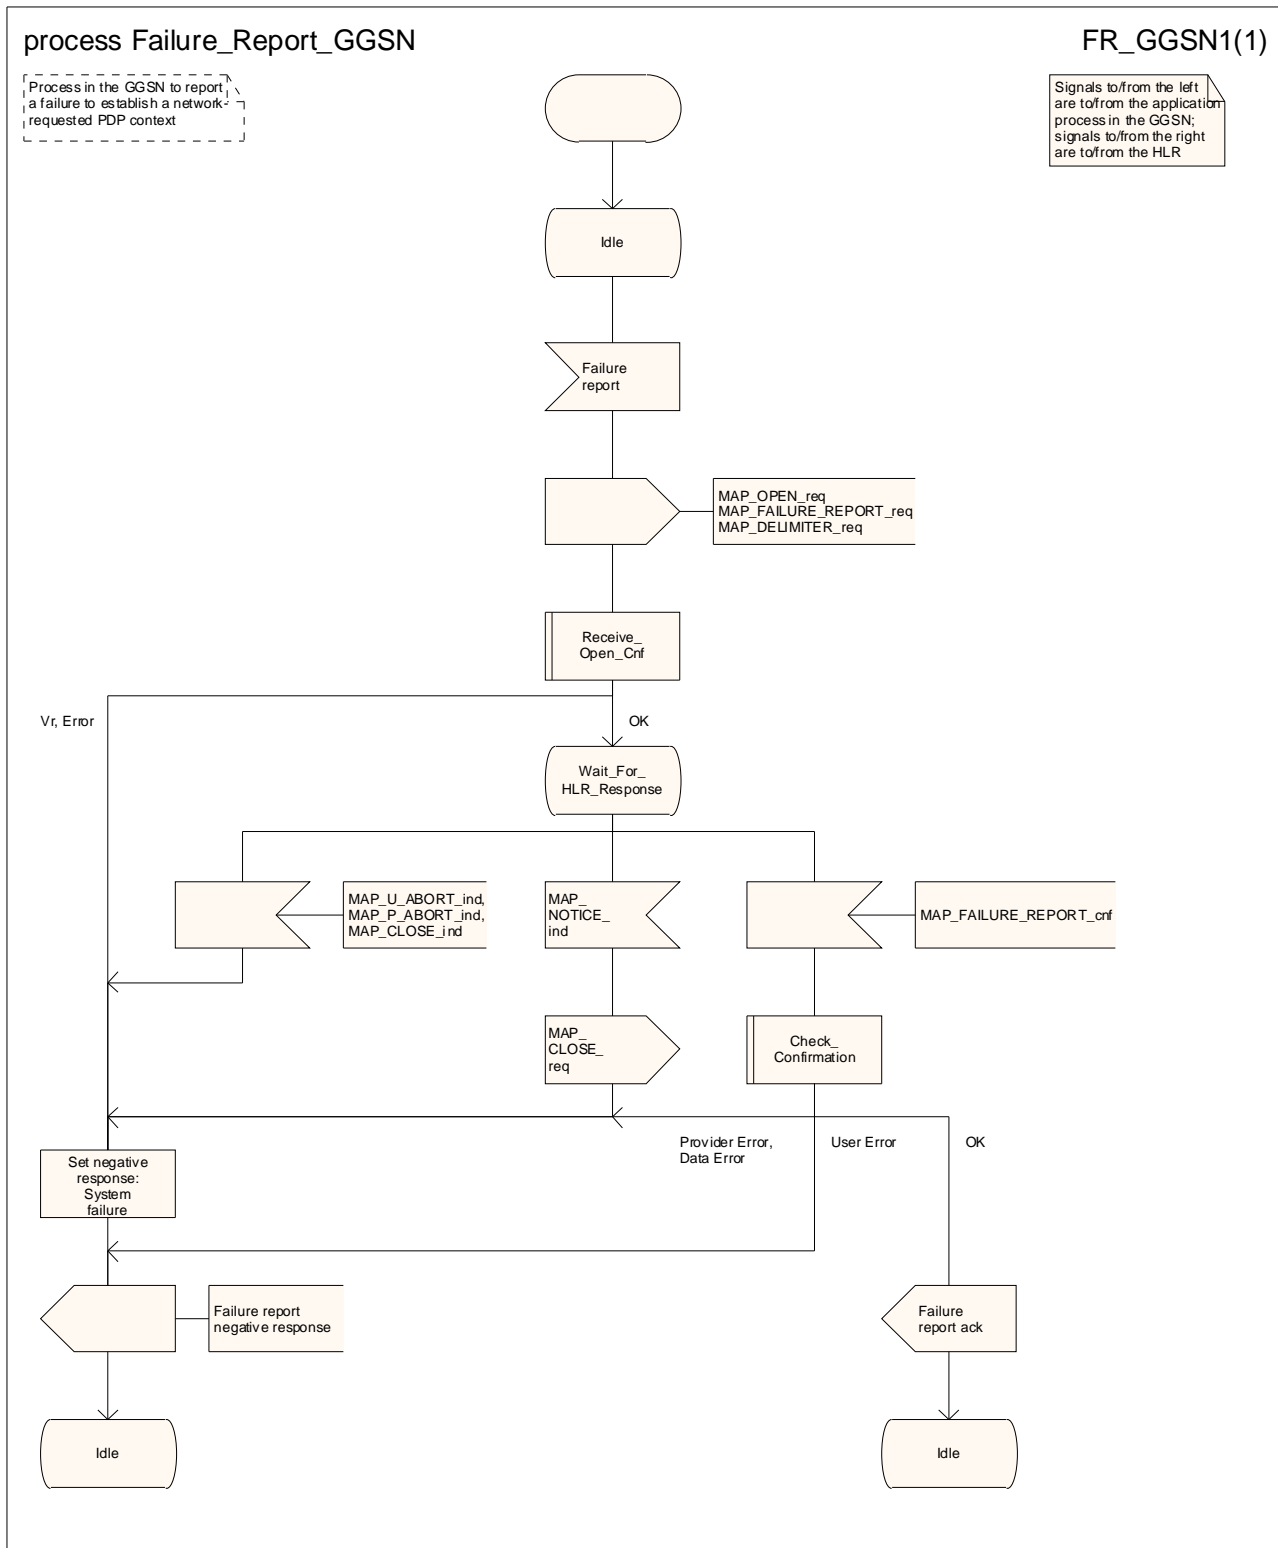 process Failure_Report_GGSN
FR_GGSN1(1)
Process in the GGSN to report
a failure to establish a network-
requested PDP context
Signals to/from the left
are to/from the application
process in the GGSN;
signals to/from the right
are to/from the HLR
Idle
Failure
report
MAP_OPEN_req
MAP_FAILURE_REPORT_req
MAP_DELIMITER_req
Receive_
Open_Cnf
Vr, Error
OK
Wait_For_
HLR_Response
MAP_U_ABORT_ind,
MAP_P_ABORT_ind,
MAP_CLOSE_ind
MAP_
NOTICE_
ind
MAP_FAILURE_REPORT_cnf
MAP_
CLOSE_
req
Check_
Confirmation
Provider Error,
Data Error
User Error
OK
Set negative
response:
System
failure
Failure report
negative response
Failure
report ack
Idle
Idle